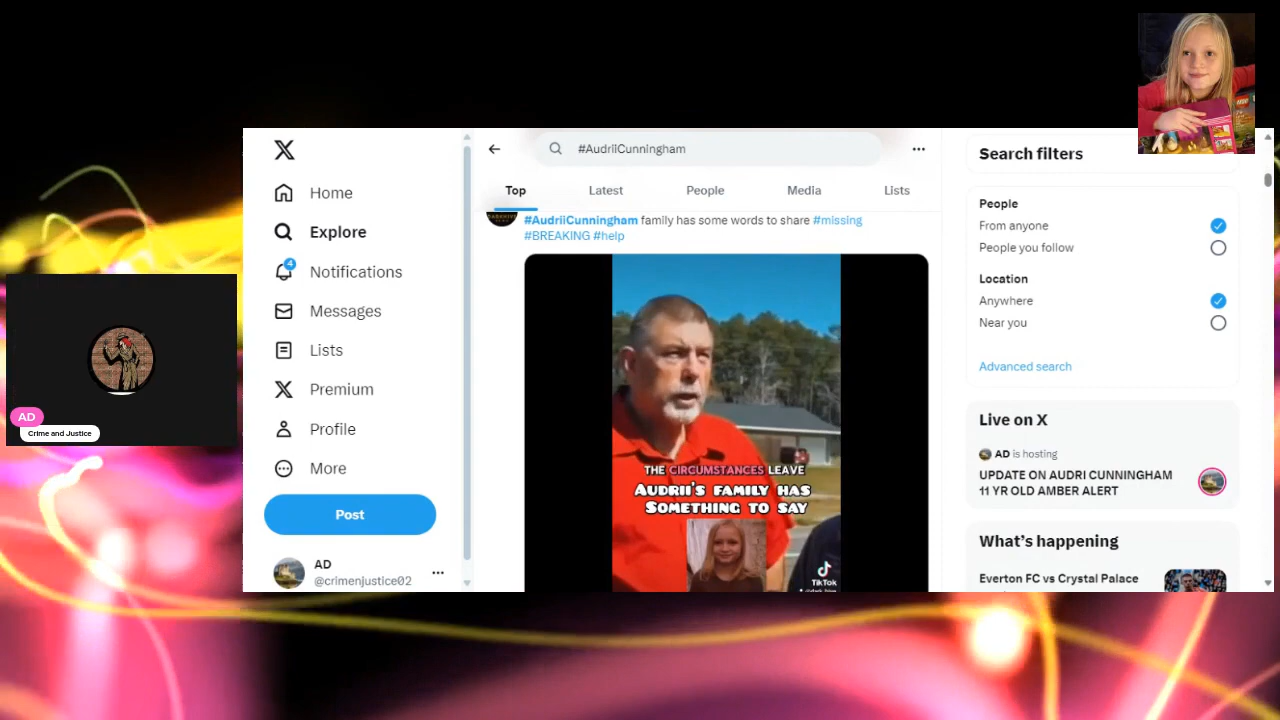 #AudriiCunningham
Home
Explore
4
Notifications
Messages
Lists
Premium
Profile
More
Post
AD
@crimenjustice02
Top
Latest
People
Media
Lists
#AudriiCunningham family has some words to share #missing
#BREAKING #help
THE CIRCUMSTANCES LEAVE
AUDRII'S FAMILY HAS
SOMETHING TO SAY
TikTok
Search filters
People
From anyone
People you follow
Location
Anywhere
Near you
Advanced search
Live on X
AD is hosting
UPDATE ON AUDRI CUNNINGHAM
11 YR OLD AMBER ALERT
What's happening
Everton FC vs Crystal Palace
AD
Crime and Justice